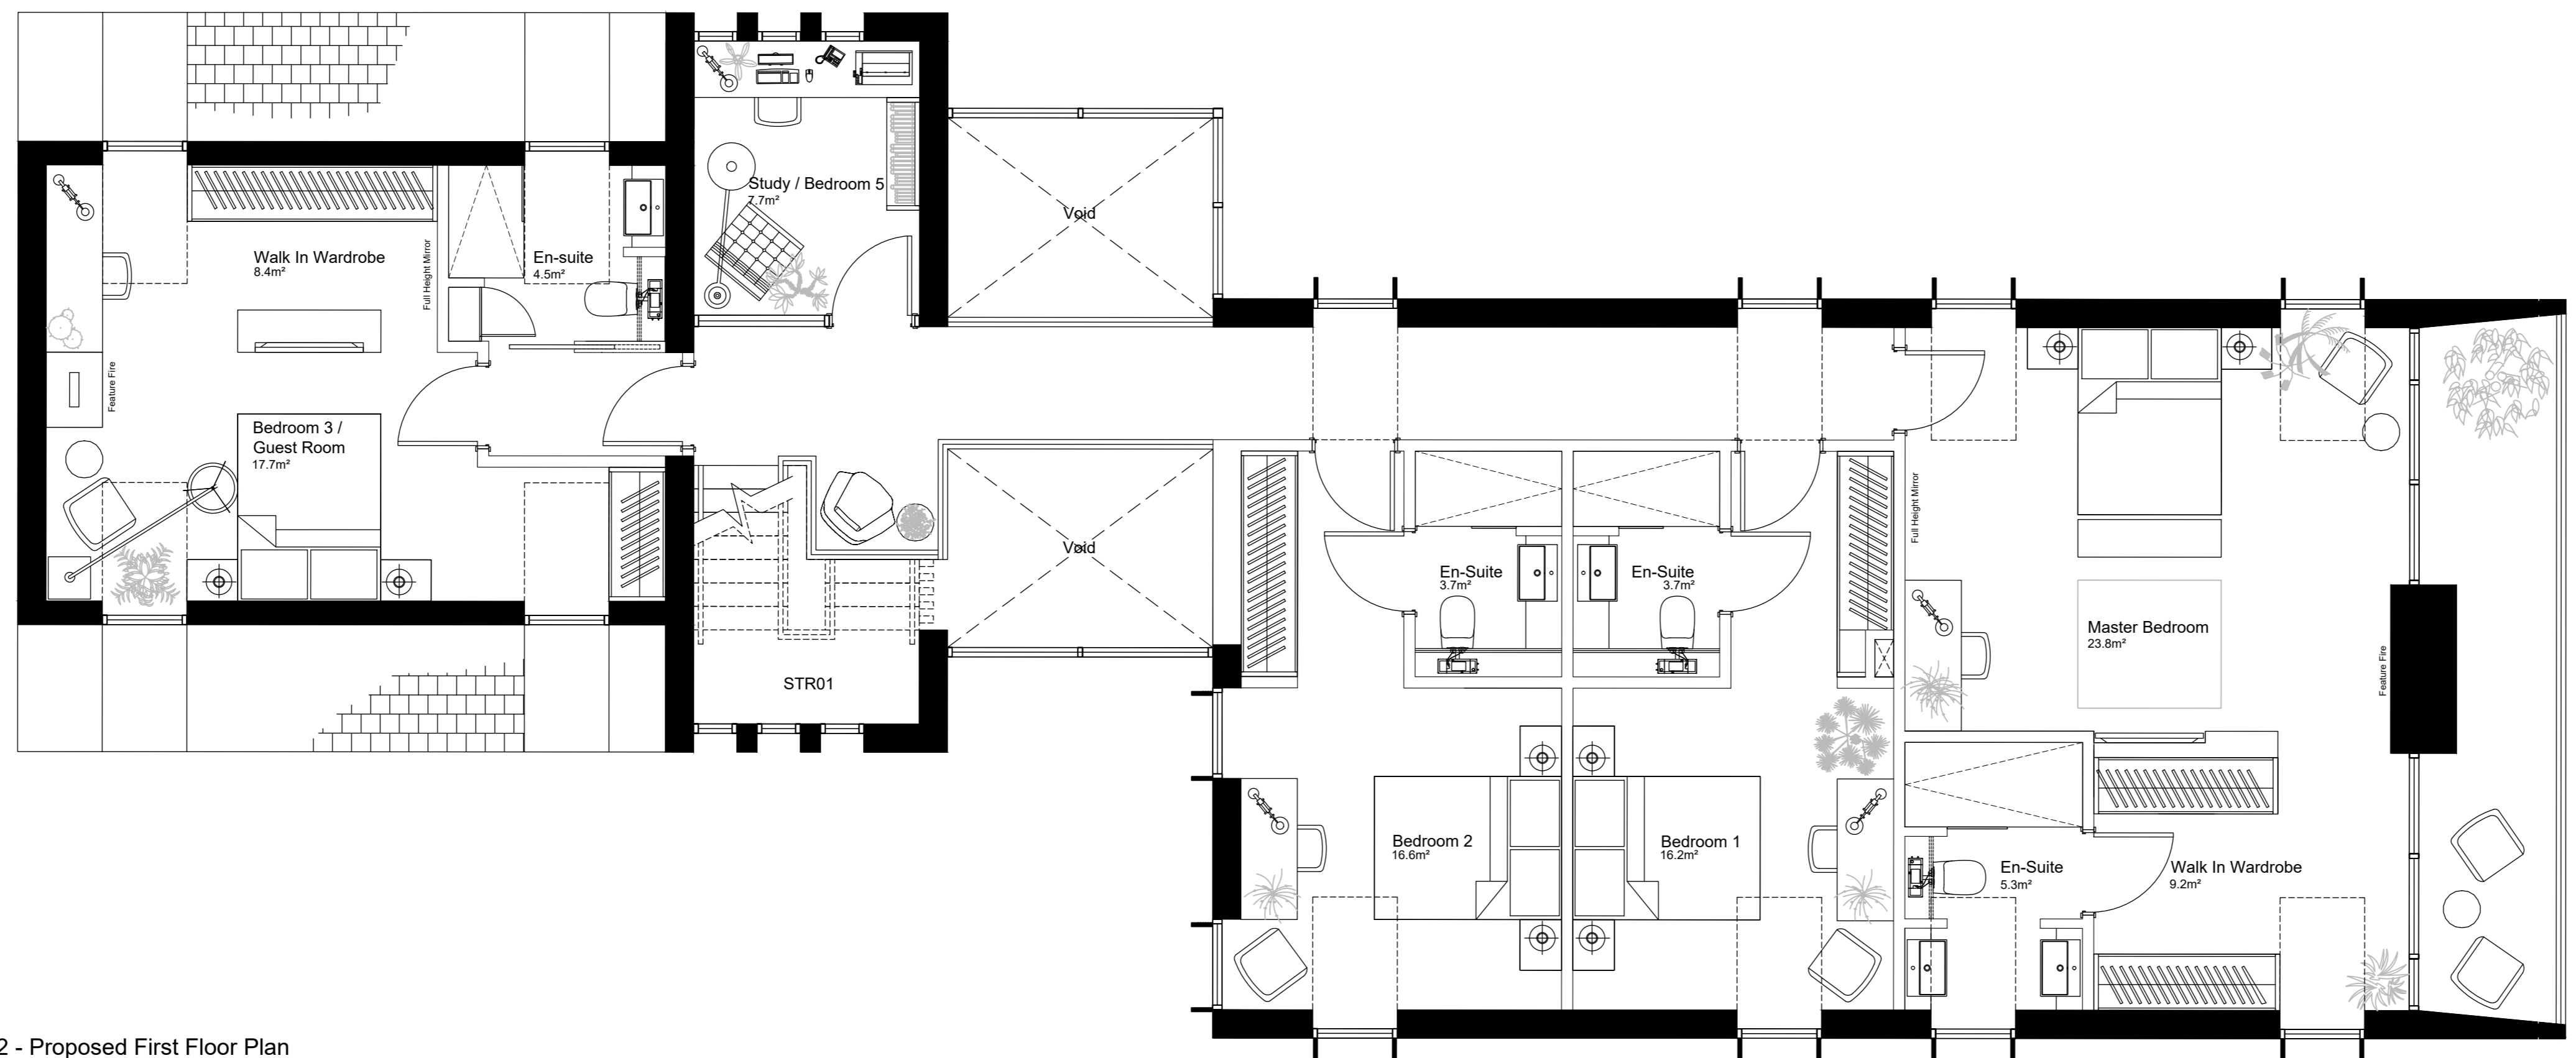 Study / Bedroom 5
7.7m²
Void
Walk In Wardrobe
8.4m²
Full Height Mirror
En-suite
4.5m²
Feature Fire
Bedroom 3 /
Guest Room
17.7m²
Void
STR01
En-Suite
3.7m²
En-Suite
3.7m²
Full Height Mirror
Master Bedroom
23.8m²
Feature Fire
Bedroom 2
16.6m²
Bedroom 1
16.2m²
En-Suite
5.3m²
Walk In Wardrobe
9.2m²
2 - Proposed First Floor Plan